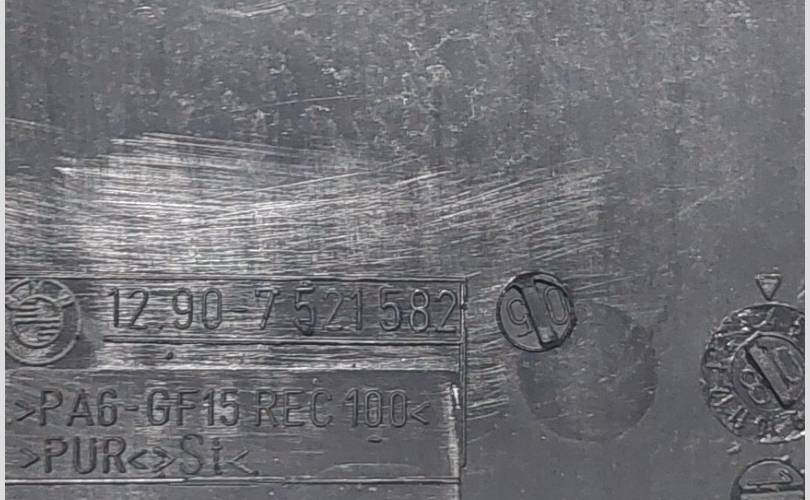 12.90-7 521 582
>PA6-GF15 REC 100<
>PUR<>Si<